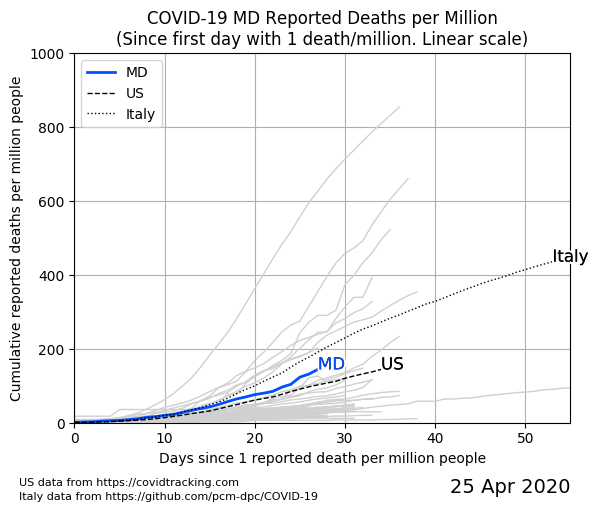 COVID-19 MD Reported Deaths per Million
(Since first day with 1 death/million. Linear scale)
Cumulative reported deaths per million people
1000
800
600
400
200
0
MD
US
Italy
Italy
MD
US
0 10 20 30 40 50
Days since 1 reported death per million people
US data from https://covidtracking.com
Italy data from https://github.com/pcm-dpc/COVID-19
25 Apr 2020